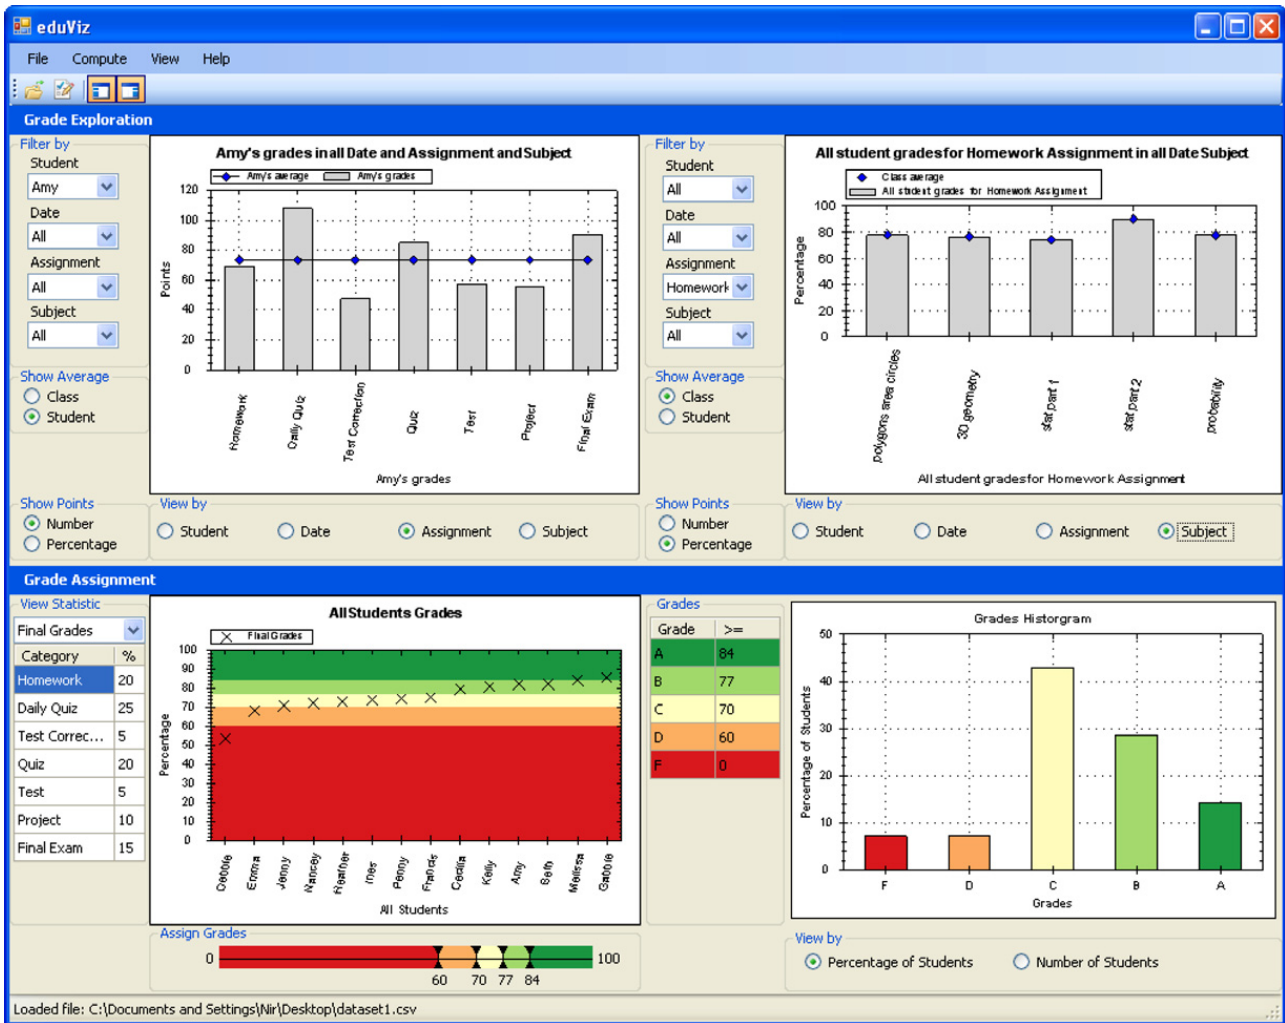 eduViz
File Compute View Help
Grade Exploration
Filter by
Student
Amy
Date
All
Assignment
All
Subject
All
Show Average
Class
Student
Show Points
Number
Percentage
Amy's grades in all Date and Assignment and Subject
Amy's average Amy's grades
120
100
80
60
40
20
0
Points
Homework
Daily Quiz
Test Correction
Quiz
Test
Project
Final Exam
Amy's grades
View by
Student Date Assignment Subject
Filter by
Student
All
Date
All
Assignment
Homework
Subject
All
Show Average
Class
Student
Show Points
Number
Percentage
All student grades for Homework Assignment in all Date Subject
Class average
All student grades for Homework Assignment
100
80
60
40
20
0
Percentage
polygons area circles
3D geometry
stat part 1
stat part 2
probability
All student grades for Homework Assignment
View by
Student Date Assignment Subject
Grade Assignment
View Statistic
Final Grades
Category %
Homework 20
Daily Quiz 25
Test Correc... 5
Quiz 20
Test 5
Project 10
Final Exam 15
All Students Grades
Final Grades
100
90
80
70
60
50
40
30
20
10
0
Percentage
Debbie
Emma
Jenny
Nancey
Heather
Ines
Penny
Francis
Cecilia
Kelly
Amy
Beth
Melissa
Gabbie
All Students
Assign Grades
0 100
60 70 77 84
Grades
Grade >=
A 84
B 77
C 70
D 60
F 0
Grades Historgram
50
40
30
20
10
0
Percentage of Students
F D C B A
Grades
View by
Percentage of Students Number of Students
Loaded file: C:\Documents and Settings\Nir\Desktop\dataset1.csv